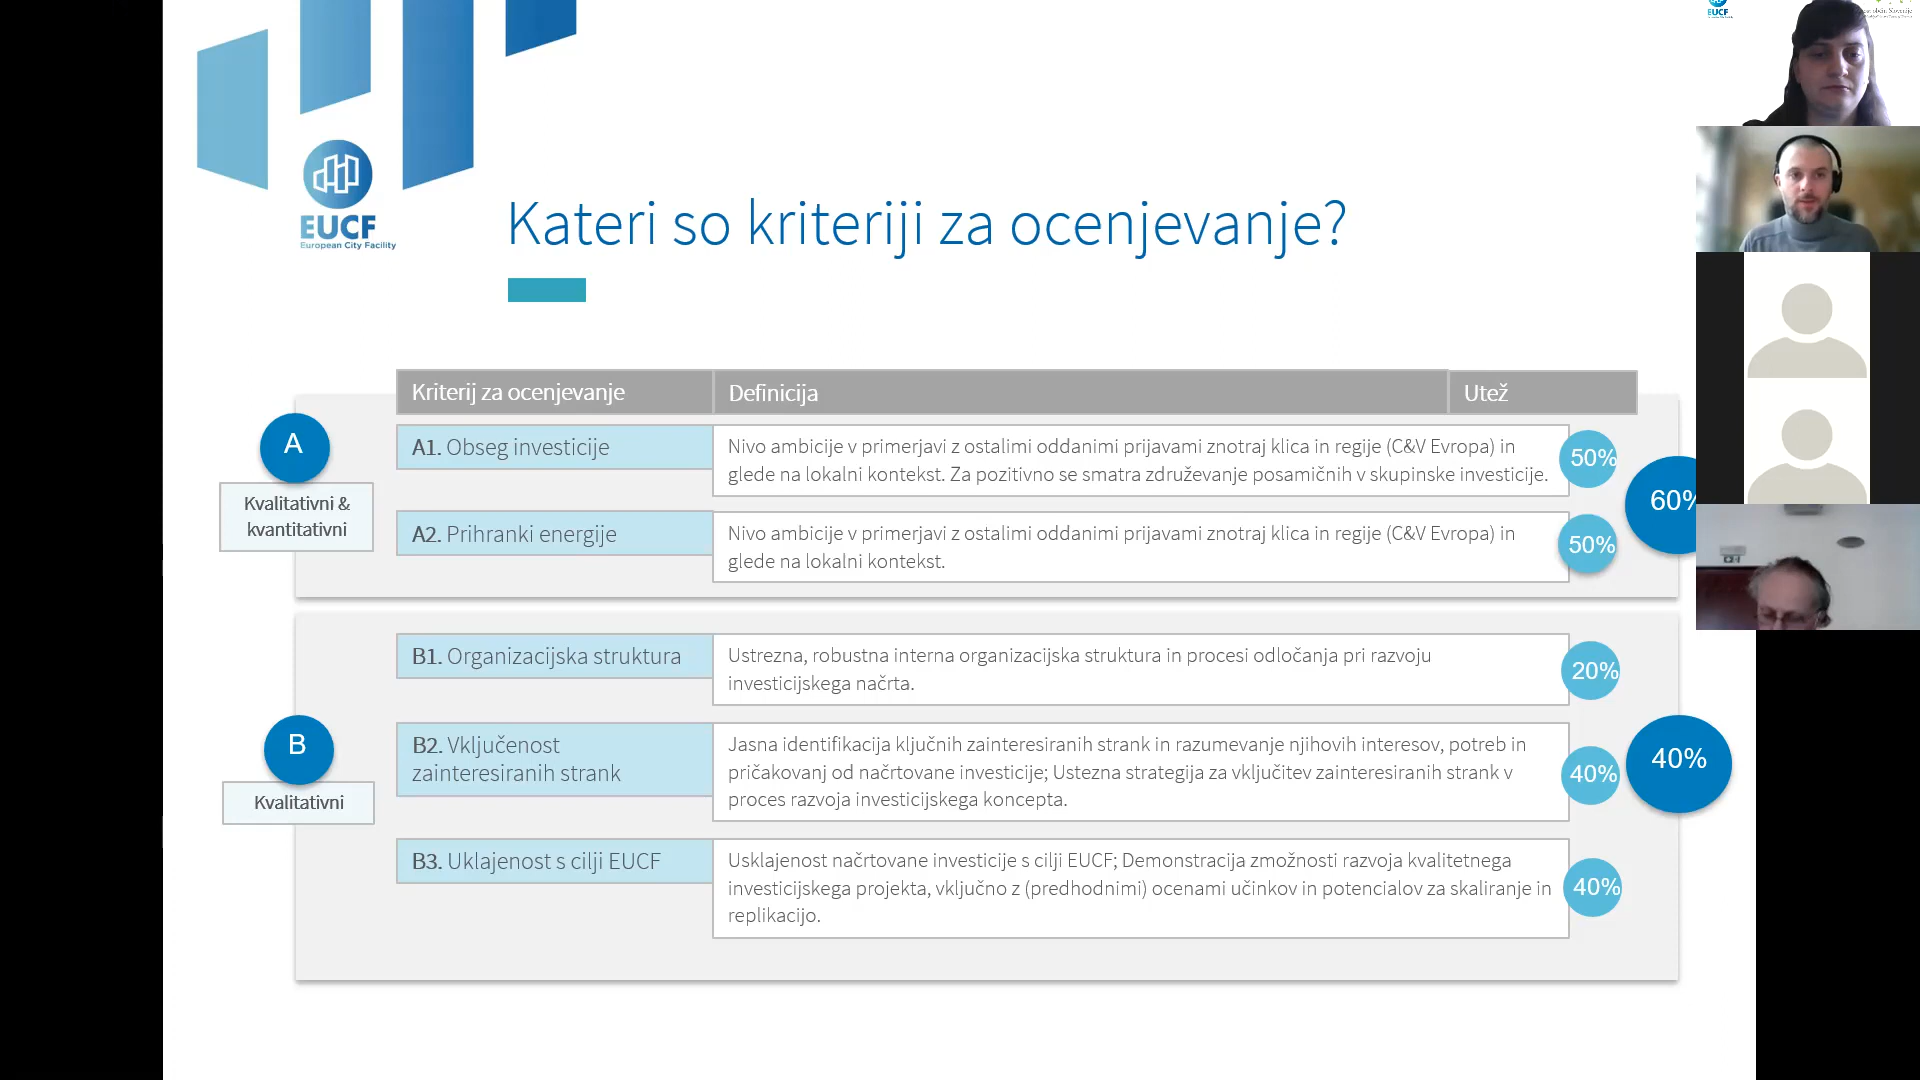 EUCF
European City Facility
Kateri so kriteriji za ocenjevanje?
Kriterij za ocenjevanje
Definicija
Utež
A
Kvalitativni &
kvantitativni
A1. Obseg investicije
Nivo ambicije v primerjavi z ostalimi oddanimi prijavami znotraj klica in regije (C&V Evropa) in
glede na lokalni kontekst. Za pozitivno se smatra združevanje posamičnih v skupinske investicije.
50%
A2. Prihranki energije
Nivo ambicije v primerjavi z ostalimi oddanimi prijavami znotraj klica in regije (C&V Evropa) in
glede na lokalni kontekst.
50%
60%
B
Kvalitativni
B1. Organizacijska struktura
Ustrezna, robustna interna organizacijska struktura in procesi odločanja pri razvoju
investicijskega načrta.
20%
B2. Vključenost
zainteresiranih strank
Jasna identifikacija ključnih zainteresiranih strank in razumevanje njihovih interesov, potreb in
pričakovanj od načrtovane investicije; Ustezna strategija za vključitev zainteresiranih strank v
proces razvoja investicijskega koncepta.
40%
B3. Uklajenost s cilji EUCF
Usklajenost načrtovane investicije s cilji EUCF; Demonstracija zmožnosti razvoja kvalitetnega
investicijskega projekta, vključno z (predhodnimi) ocenami učinkov in potencialov za skaliranje in
replikacijo.
40%
40%
EUCF